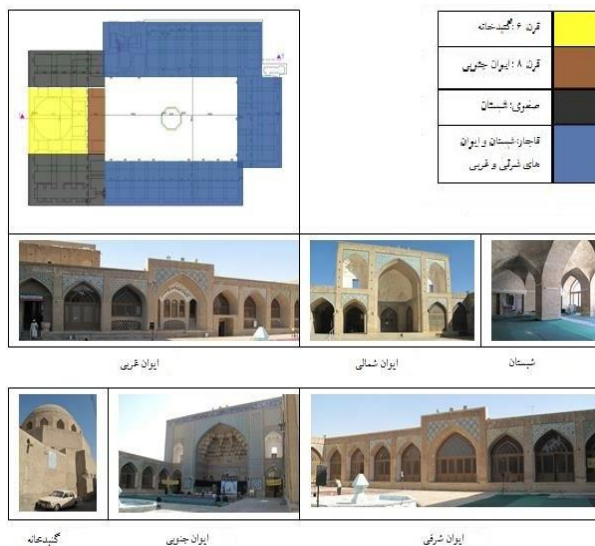 قرن ۶ :گنبدخانه
قرن ۸ : ایوان جنوبی
صفوی: شبستان
قاجار: شبستان و ایوان
های شرقی و غربی
ایوان غربی
ایوان شمالی
شبستان
گنبدخانه
ایوان جنوبی
ایوان شرقی